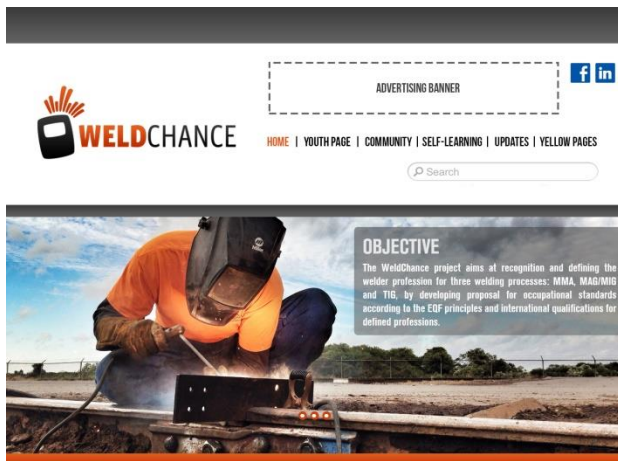 ADVERTISING BANNER
WELDCHANCE
HOME | YOUTH PAGE | COMMUNITY | SELF-LEARNING | UPDATES | YELLOW PAGES
Search
OBJECTIVE
The WeldChance project aims at recognition and defining the
welder profession for three welding processes: MMA, MAG/MIG
and TIG, by developing proposal for occupational standards
according to the EQF principles and international qualifications for
defined professions.